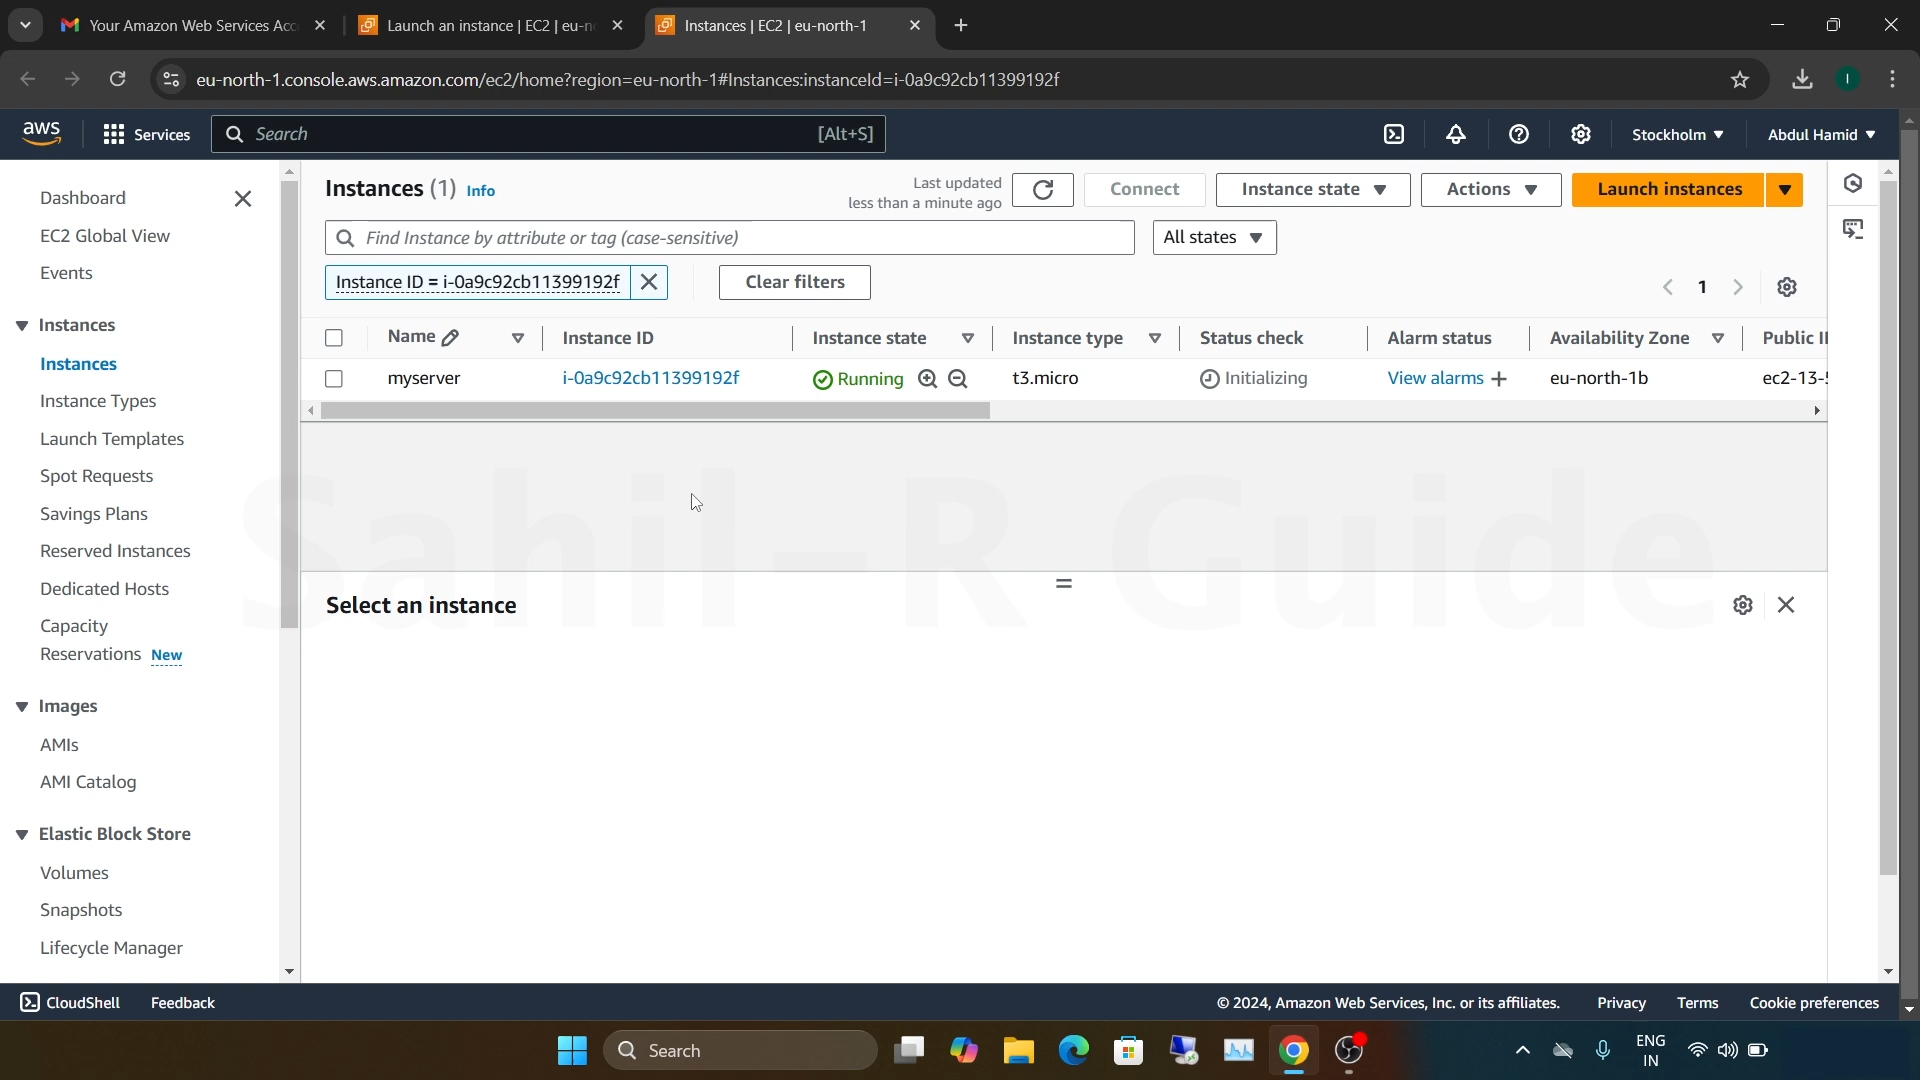 Your Amazon Web Services Acc
Launch an instance | EC2 | eu-n
Instances | EC2 | eu-north-1
eu-north-1.console.aws.amazon.com/ec2/home?region=eu-north-1#Instances:instanceId=i-0a9c92cb11399192f
I
aws
Services
Search
[Alt+S]
Stockholm
Abdul Hamid
Dashboard
EC2 Global View
Events
Instances
Instances
Instance Types
Launch Templates
Spot Requests
Savings Plans
Reserved Instances
Dedicated Hosts
Capacity
Reservations New
Images
AMIs
AMI Catalog
Elastic Block Store
Volumes
Snapshots
Lifecycle Manager
Instances (1) Info
Last updated
less than a minute ago
Connect
Instance state
Actions
Launch instances
Find Instance by attribute or tag (case-sensitive)
All states
Instance ID = i-0a9c92cb11399192f
Clear filters
1
Name Instance ID Instance state Instance type Status check Alarm status Availability Zone Public I
myserver i-0a9c92cb11399192f Running t3.micro Initializing View alarms + eu-north-1b ec2-13-
Sahil-R Guide
Select an instance
CloudShell Feedback
© 2024, Amazon Web Services, Inc. or its affiliates. Privacy Terms Cookie preferences
Search
ENG
IN